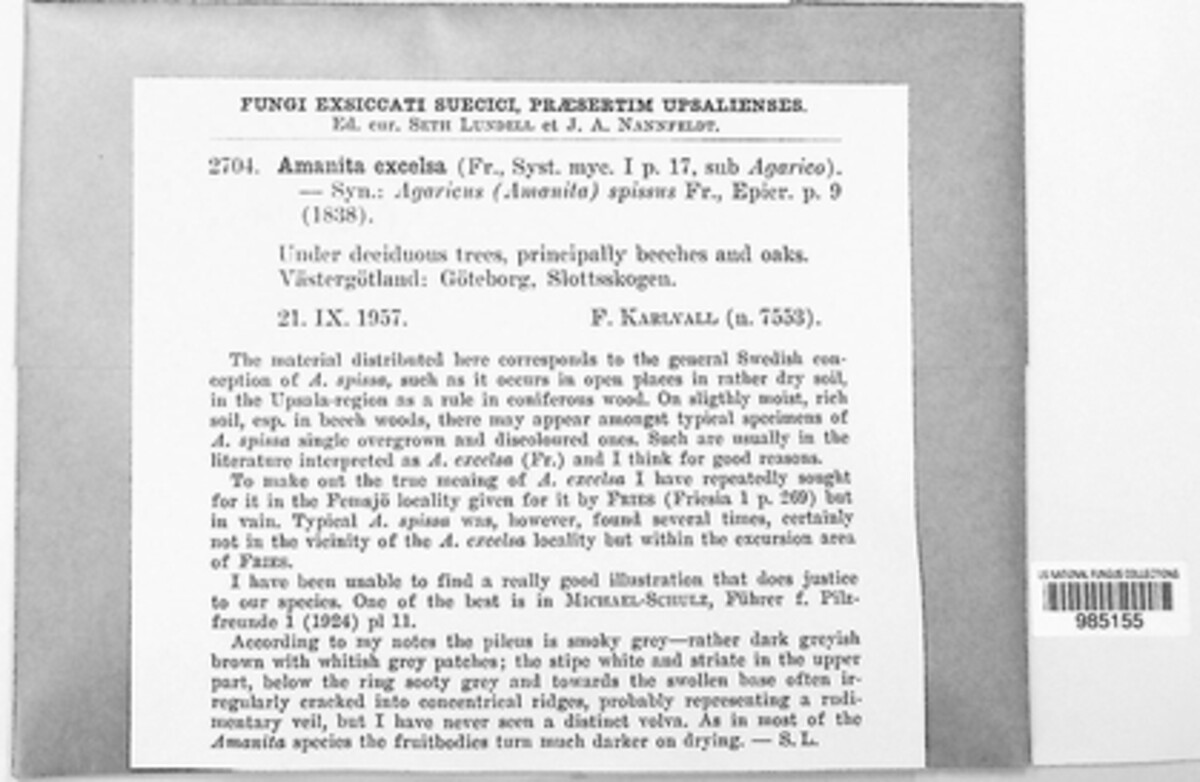 FUNGI EXSICCATI SUECICI, PRÆSERTIM UPSALIENSES.
Ed. cur. SETH LUNDELL et J. A. NANNFELDT.
2704. Amanita excelsa (Fr., Syst. myc. I p. 17, sub Agarico).
— Syn.: Agaricus (Amanita) spissus Fr., Epicr. p. 9
(1838).
Under deciduous trees, principally beeches and oaks.
Västergötland: Göteborg, Slottsskogen.
21. IX. 1957. F. KARLVALL (n. 7553).
The material distributed here corresponds to the general Swedish con-
ception of A. spissa, such as it occurs in open places in rather dry soil,
in the Upsala-region as a rule in coniferous wood. On sligthly moist, rich
soil, esp. in beech woods, there may appear amongst typical specimens of
A. spissa single overgrown and discoloured ones. Such are usually in the
literature interpreted as A. excelsa (Fr.) and I think for good reasons.
To make out the true meaing of A. excelsa I have repeatedly sought
for it in the Femsjö locality given for it by FRIES (Friesia 1 p. 269) but
in vain. Typical A. spissa was, however, found several times, certainly
not in the vicinity of the A. excelsa locality but within the excursion area
of FRIES.
I have been unable to find a really good illustration that does justice
to our species. One of the best is in MICHAEL-SCHULZ, Führer f. Pilz-
freunde 1 (1924) pl 11.
According to my notes the pileus is smoky grey—rather dark greyish
brown with whitish grey patches; the stipe white and striate in the upper
part, below the ring sooty grey and towards the swollen base often ir-
regularly cracked into concentrical ridges, probably representing a rudi-
mentary veil, but I have never seen a distinct volva. As in most of the
Amanita species the fruitbodies turn much darker on drying. — S. L.
US NATIONAL FUNGUS COLLECTIONS
985155